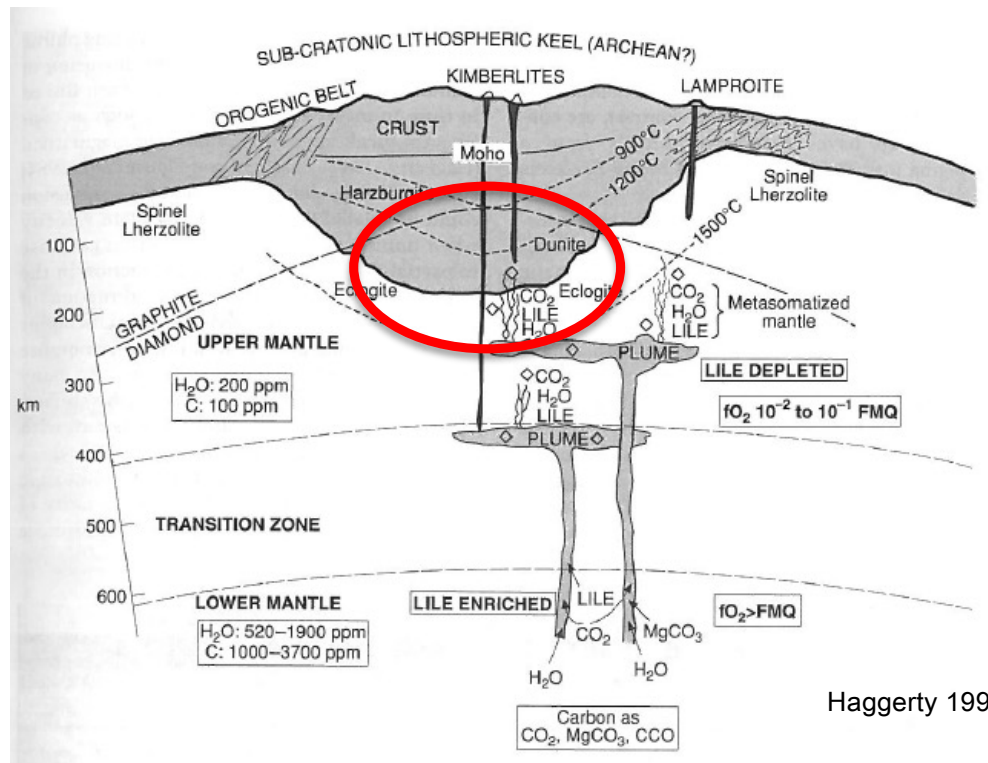 SUB-CRATONIC LITHOSPHERIC KEEL (ARCHEAN?)
KIMBERLITES
LAMPROITE
OROGENIC BELT
CRUST
Moho
900°C
1200°C
1500°C
Spinel
Lherzolite
Spinel
Lherzolite
Dunite
Eclogite
Eclogite
100
200
300
km
400
500
600
GRAPHITE
DIAMOND
UPPER MANTLE
H₂O: 200 ppm
C: 100 ppm
CO₂
LILE
H₂O
CO₂
H₂O
LILE
Metasomatized
mantle
PLUME
LILE DEPLETED
CO₂
H₂O
LILE
fO₂ 10⁻² to 10⁻¹ FMQ
PLUME
TRANSITION ZONE
LOWER MANTLE
H₂O: 520–1900 ppm
C: 1000–3700 ppm
LILE ENRICHED
LILE
CO₂
MgCO₃
fO₂>FMQ
H₂O
H₂O
Haggerty 199
Carbon as
CO₂, MgCO₃, CCO